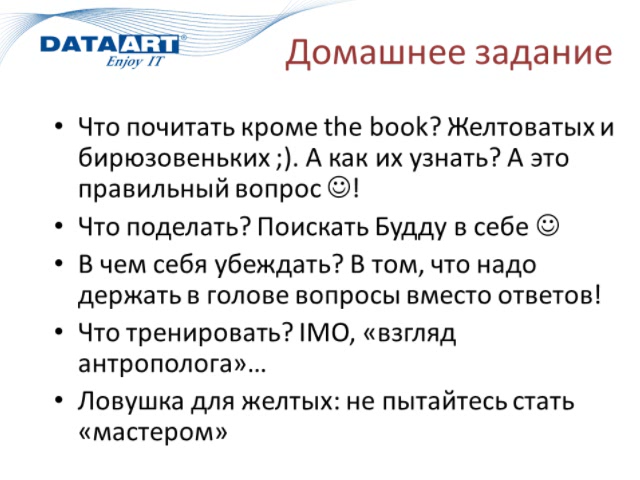 DATAART®
Enjoy IT
Домашнее задание
• Что почитать кроме the book? Желтоватых и
бирюзовеньких ;). А как их узнать? А это
правильный вопрос ☺!
• Что поделать? Поискать Будду в себе ☺
• В чем себя убеждать? В том, что надо
держать в голове вопросы вместо ответов!
• Что тренировать? IMO, «взгляд
антрополога»…
• Ловушка для желтых: не пытайтесь стать
«мастером»